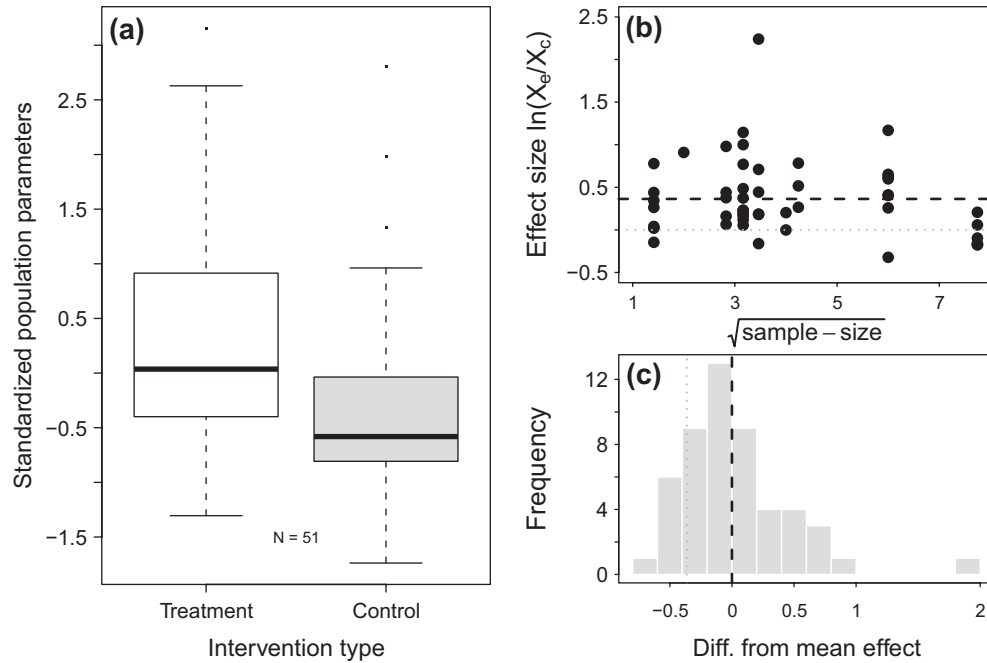 (a)
Standardized population parameters
2.5
1.5
0.5
−0.5
−1.5
N = 51
Treatment
Control
Intervention type
(b)
Effect size ln(Xe/Xc)
2.5
1.5
0.5
−0.5
1
3
5
7
√sample − size
(c)
Frequency
12
8
4
0
−0.5
0
0.5
1
2
Diff. from mean effect